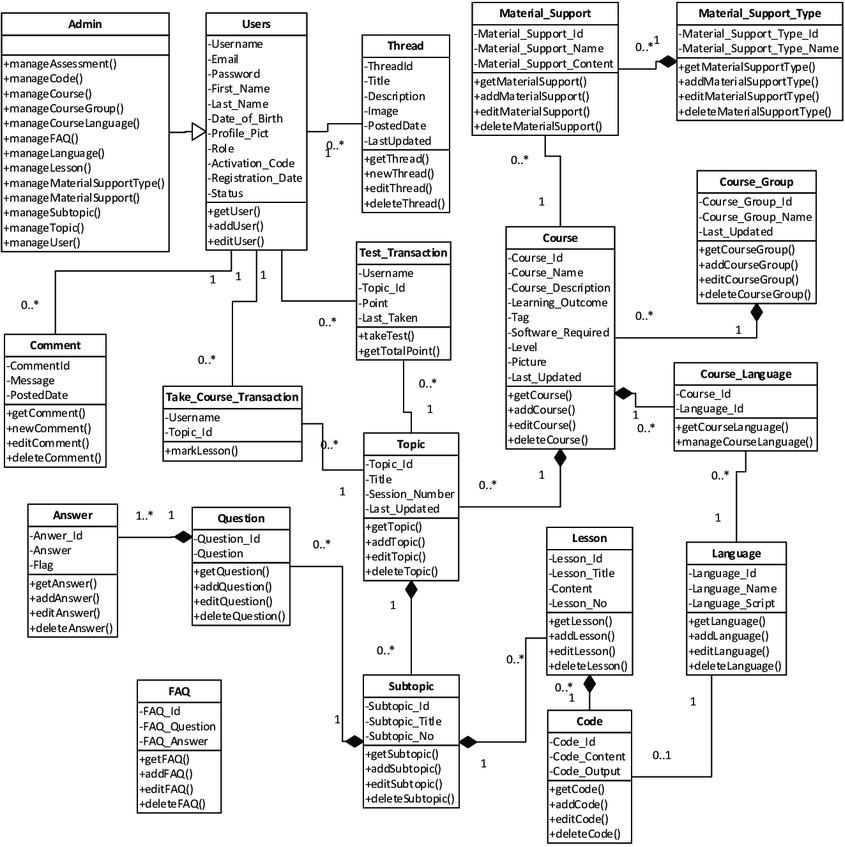 Admin
+manageAssessment()
+manageCode()
+manageCourse()
+manageCourseGroup()
+manageCourseLanguage()
+manageFAQ()
+manageLanguage()
+manageLesson()
+manageMaterialSupportType()
+manageMaterialSupport()
+manageSubtopic()
+manageTopic()
+manageUser()
Users
-Username
-Email
-Password
-First_Name
-Last_Name
-Date_of_Birth
-Profile_Pict
-Role
-Activation_Code
-Registration_Date
-Status
+getUser()
+addUser()
+editUser()
Thread
-ThreadId
-Title
-Description
-Image
-PostedDate
-LastUpdated
+getThread()
+newThread()
+editThread()
+deleteThread()
0..*
1
Material_Support
-Material_Support_Id
-Material_Support_Name
-Material_Support_Content
+getMaterialSupport()
+addMaterialSupport()
+editMaterialSupport()
+deleteMaterialSupport()
0..*
1
Material_Support_Type
-Material_Support_Type_Id
-Material_Support_Type_Name
+getMaterialSupportType()
+addMaterialSupportType()
+editMaterialSupportType()
+deleteMaterialSupportType()
0..*
1
Course_Group
-Course_Group_Id
-Course_Group_Name
-Last_Updated
+getCourseGroup()
+addCourseGroup()
+editCourseGroup()
+deleteCourseGroup()
0..*
1
Course
-Course_Id
-Course_Name
-Course_Description
-Learning_Outcome
-Tag
-Software_Required
-Level
-Picture
-Last_Updated
+getCourse()
+addCourse()
+editCourse()
+deleteCourse()
1
0..*
Test_Transaction
-Username
-Topic_Id
-Point
-Last_Taken
+takeTest()
+getTotalPoint()
1
1
1
0..*
0..*
0..*
0..*
1
Comment
-CommentId
-Message
-PostedDate
+getComment()
+newComment()
+editComment()
+deleteComment()
Take_Course_Transaction
-Username
-Topic_Id
+markLesson()
0..*
1
Course_Language
-Course_Id
-Language_Id
+getCourseLanguage()
+manageCourseLanguage()
0..*
1
Topic
-Topic_Id
-Title
-Session_Number
-Last_Updated
+getTopic()
+addTopic()
+editTopic()
+deleteTopic()
0..*
1
1
0..*
Answer
-Anwer_Id
-Answer
-Flag
+getAnswer()
+addAnswer()
+editAnswer()
+deleteAnswer()
1..*
1
Question
-Question_Id
-Question
+getQuestion()
+addQuestion()
+editQuestion()
+deleteQuestion()
0..*
1
Lesson
-Lesson_Id
-Lesson_Title
-Content
-Lesson_No
+getLesson()
+addLesson()
+editLesson()
+deleteLesson()
0..*
1
Language
-Language_Id
-Language_Name
-Language_Script
+getLanguage()
+addLanguage()
+editLanguage()
+deleteLanguage()
1
0..1
FAQ
-FAQ_Id
-FAQ_Question
-FAQ_Answer
+getFAQ()
+addFAQ()
+editFAQ()
+deleteFAQ()
Subtopic
-Subtopic_Id
-Subtopic_Title
-Subtopic_No
+getSubtopic()
+addSubtopic()
+editSubtopic()
+deleteSubtopic()
0..*
1
Code
-Code_Id
-Code_Content
-Code_Output
+getCode()
+addCode()
+editCode()
+deleteCode()